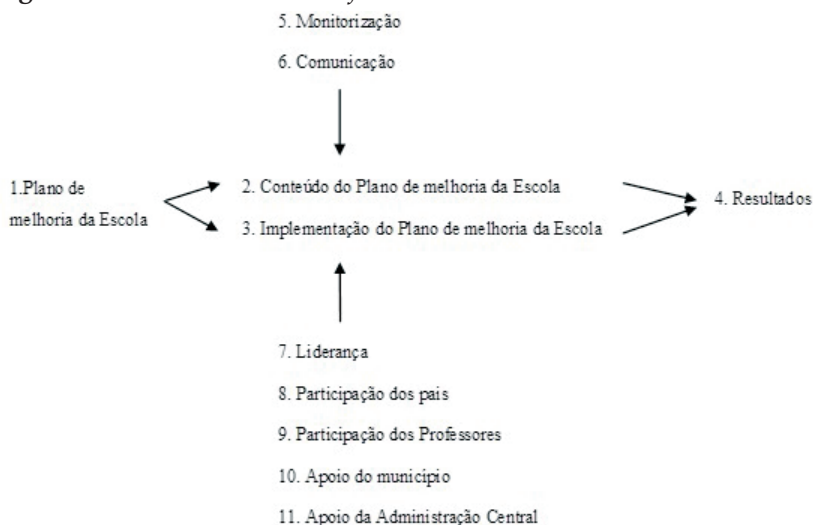 5. Monitorização
6. Comunicação
1.Plano de
melhoria da Escola
2. Conteúdo do Plano de melhoria da Escola
3. Implementação do Plano de melhoria da Escola
4. Resultados
7. Liderança
8. Participação dos pais
9. Participação dos Professores
10. Apoio do município
11. Apoio da Administração Central